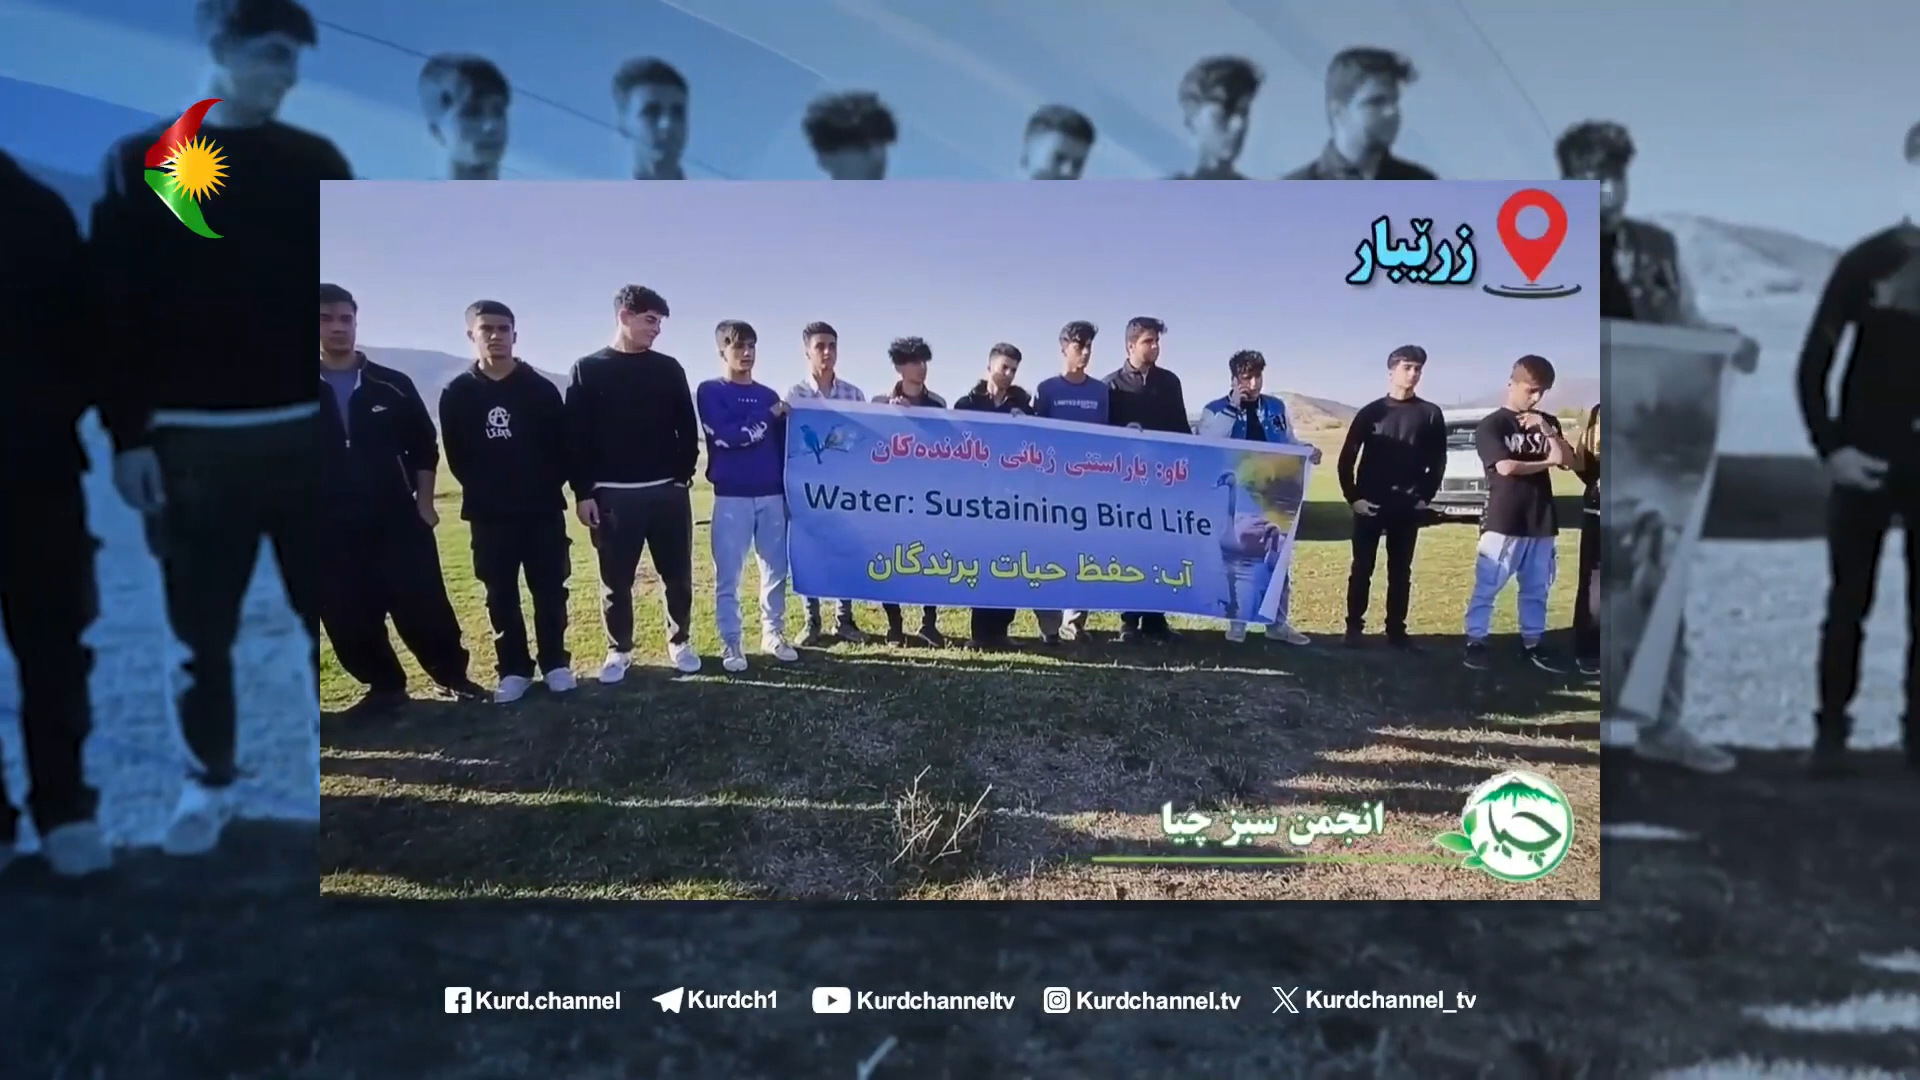 زرێبار
ئاو: پاراستنی ژیانی باڵەندەکان
Water: Sustaining Bird Life
آب: حفظ حیات پرندگان
انجمن سبز چیا
چیا
Kurd.channel
Kurdch1
Kurdchanneltv
Kurdchannel.tv
Kurdchannel_tv